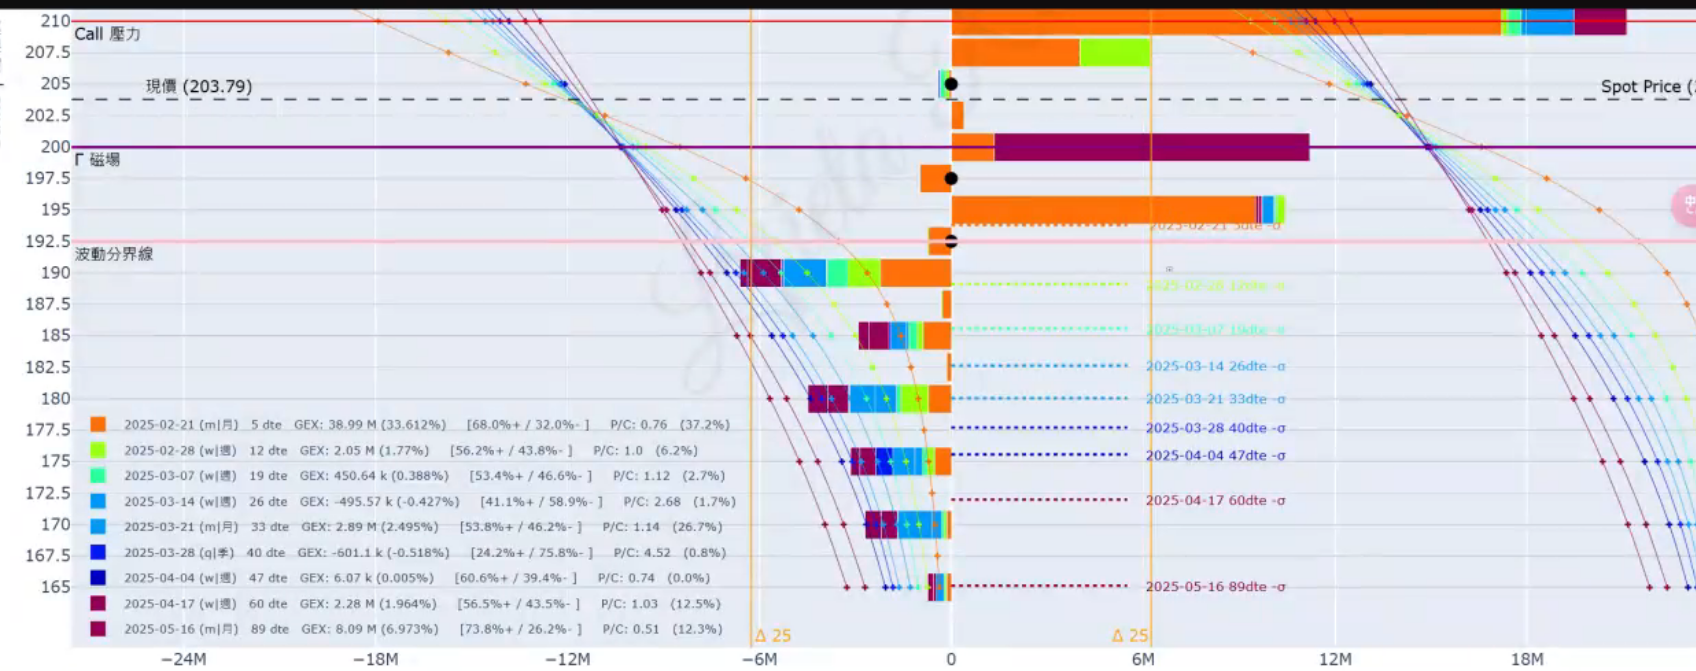 210
Call 壓力
207.5
205
現價 (203.79)
Spot Price (
202.5
200
Γ 磁場
197.5
195
2025-02-21 5dte -σ
192.5
波動分界線
190
2025-02-28 12dte -σ
187.5
185
2025-03-07 19dte -σ
182.5
2025-03-14 26dte -σ
180
2025-03-21 33dte -σ
177.5
2025-03-28 40dte -σ
175
2025-04-04 47dte -σ
172.5
2025-04-17 60dte -σ
170
167.5
165
2025-05-16 89dte -σ
2025-02-21 (m|月) 5 dte GEX: 38.99 M (33.612%) [68.0%+ / 32.0%- ] P/C: 0.76 (37.2%)
2025-02-28 (w|週) 12 dte GEX: 2.05 M (1.77%) [56.2%+ / 43.8%- ] P/C: 1.0 (6.2%)
2025-03-07 (w|週) 19 dte GEX: 450.64 k (0.388%) [53.4%+ / 46.6%- ] P/C: 1.12 (2.7%)
2025-03-14 (w|週) 26 dte GEX: -495.57 k (-0.427%) [41.1%+ / 58.9%- ] P/C: 2.68 (1.7%)
2025-03-21 (m|月) 33 dte GEX: 2.89 M (2.495%) [53.8%+ / 46.2%- ] P/C: 1.14 (26.7%)
2025-03-28 (q|季) 40 dte GEX: -601.1 k (-0.518%) [24.2%+ / 75.8%- ] P/C: 4.52 (0.8%)
2025-04-04 (w|週) 47 dte GEX: 6.07 k (0.005%) [60.6%+ / 39.4%- ] P/C: 0.74 (0.0%)
2025-04-17 (w|週) 60 dte GEX: 2.28 M (1.964%) [56.5%+ / 43.5%- ] P/C: 1.03 (12.5%)
2025-05-16 (m|月) 89 dte GEX: 8.09 M (6.973%) [73.8%+ / 26.2%- ] P/C: 0.51 (12.3%)
Δ 25
Δ 25
−24M
−18M
−12M
−6M
0
6M
12M
18M
中